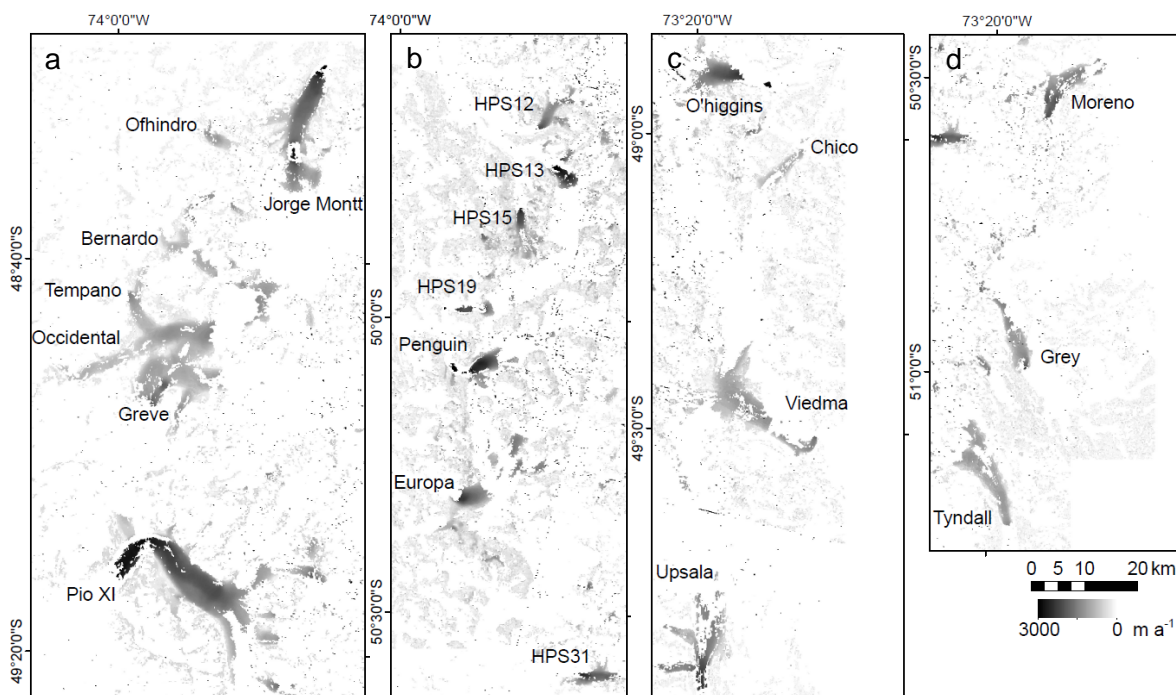 74°0'0"W
74°0'0"W
73°20'0"W
73°20'0"W
a
b
c
d
Ofhindro
Jorge Montt
Bernardo
Tempano
Occidental
Greve
Pio XI
48°40'0"S
49°20'0"S
HPS12
HPS13
HPS15
HPS19
Penguin
Europa
HPS31
50°0'0"S
50°30'0"S
O'higgins
Chico
Viedma
Upsala
49°0'0"S
49°30'0"S
Moreno
Grey
Tyndall
50°30'0"S
51°0'0"S
0 5 10 20 km
3000 0 m a⁻¹